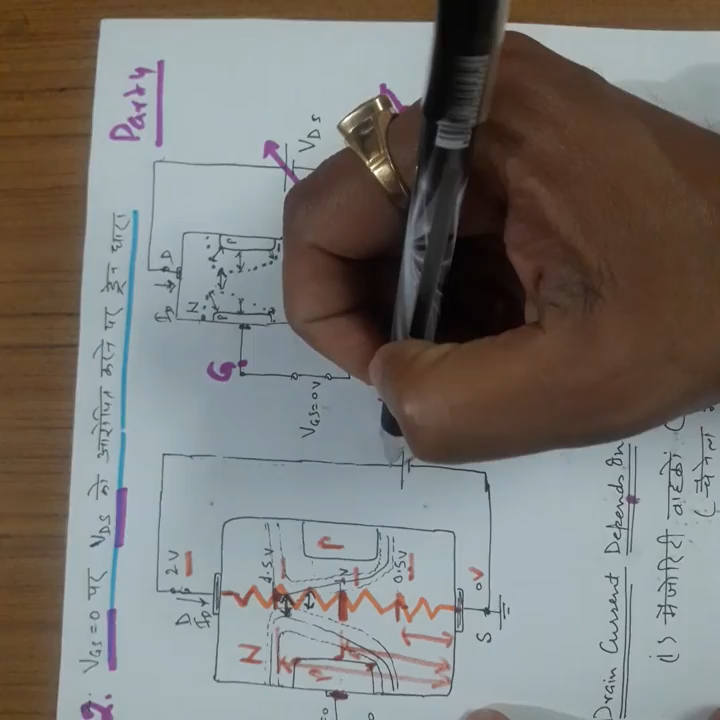 Part 4
2. VGS=0 पर VDS को आरोपित करने पर ड्रेन धारा
VDS
D
ID
N
P
P
G
VGS=0V
2V
D
ID
1.5V
P
0.5V
0V
N
P
S
Drain Current Depends On
(1) मेजोरिटी वाहकों